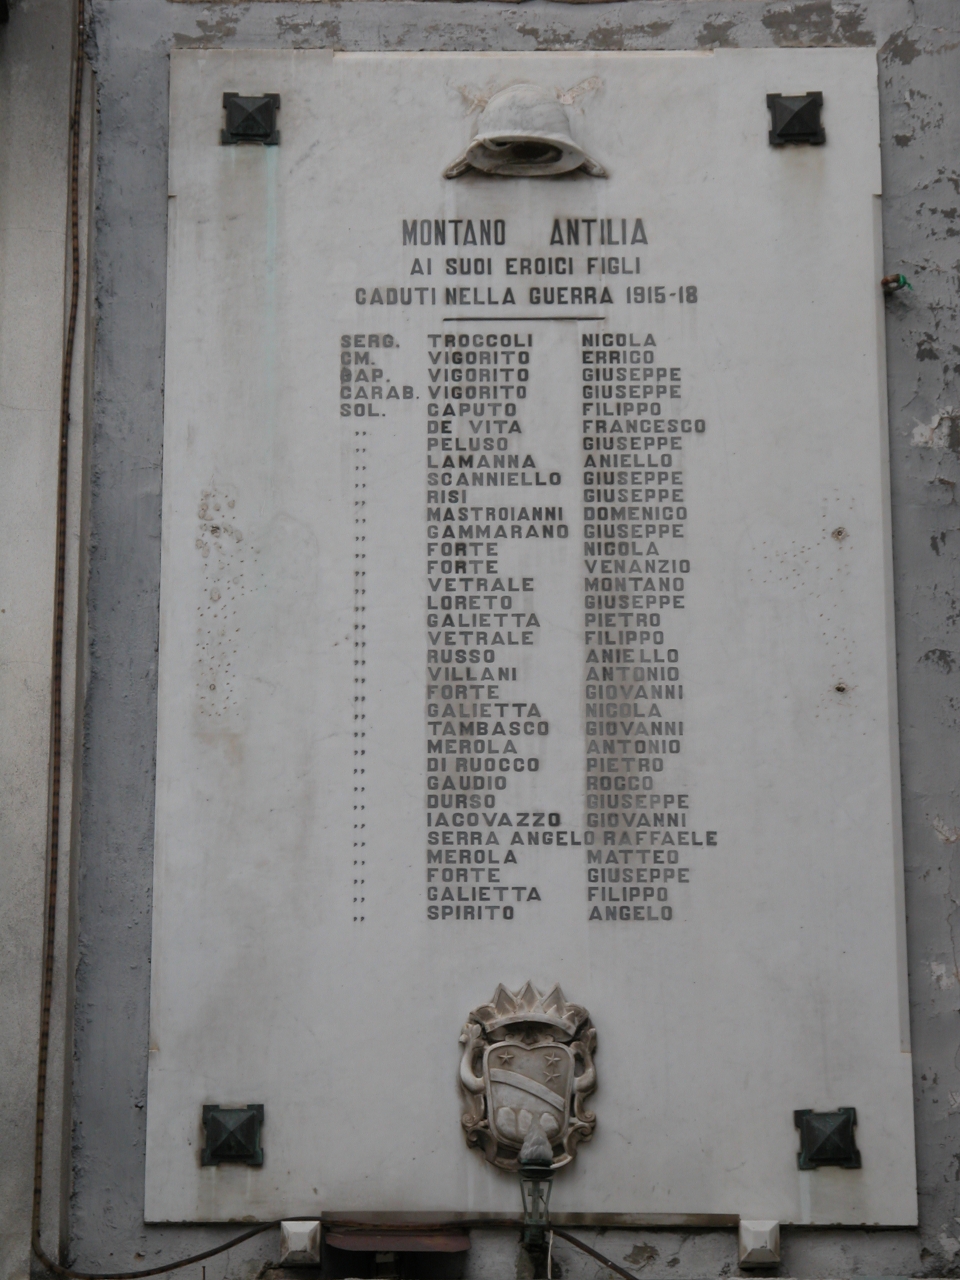 MONTANO ANTILIA
AI SUOI EROICI FIGLI
CADUTI NELLA GUERRA 1915-18
SERG. TROCCOLI NICOLA
CM. VIGORITI ERRICO
CAP. VIGORITI GIUSEPPE
CARAB. VIGORITI GIUSEPPE
SOL. CAPUTO FILIPPO
,, DE VITA FRANCESCO
,, PELUSO GIUSEPPE
,, LAMANNA ANIELLO
,, SCANNIELLO GIUSEPPE
,, RISI GIUSEPPE
,, MASTROIANNI DOMENICO
,, GAMMARANO GIUSEPPE
,, FORTE NICOLA
,, FORTE VENANZIO
,, VETRALE MONTANO
,, LORETO GIUSEPPE
,, GALIETTA PIETRO
,, VETRALE FILIPPO
,, RUSSO ANIELLO
,, VILLANI ANTONIO
,, FORTE GIOVANNI
,, GALIETTA NICOLA
,, TAMBASCO GIOVANNI
,, MEROLA ANTONIO
,, DI RUOCCO PIETRO
,, GAUDIO ROCCO
,, DURSO GIUSEPPE
,, IACOVAZZO GIOVANNI
,, SERRA ANGELO RAFFAELE
,, MEROLA MATTEO
,, FORTE GIUSEPPE
,, GALIETTA FILIPPO
,, SPIRITO ANGELO